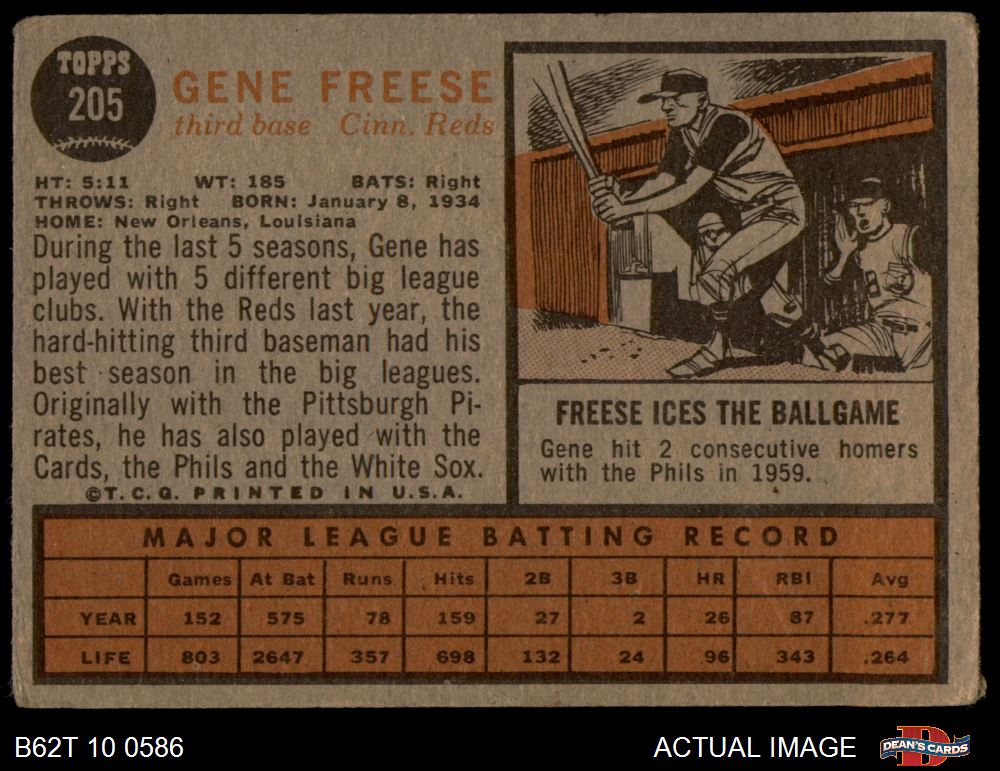 TOPPS
205
GENE FREESE
third base Cinn. Reds
HT: 5:11 WT: 185 BATS: Right
THROWS: Right BORN: January 8, 1934
HOME: New Orleans, Louisiana
During the last 5 seasons, Gene has
played with 5 different big league
clubs. With the Reds last year, the
hard-hitting third baseman had his
best season in the big leagues.
Originally with the Pittsburgh Pi-
rates, he has also played with the
Cards, the Phils and the White Sox.
©T.C.G. PRINTED IN U.S.A.
FREESE ICES THE BALLGAME
Gene hit 2 consecutive homers
with the Phils in 1959.
MAJOR LEAGUE BATTING RECORD
Games At Bat Runs Hits 2B 3B HR RBI Avg
YEAR 152 575 78 159 27 2 26 87 .277
LIFE 803 2647 357 698 132 24 96 343 .264
B62T 10 0586 ACTUAL IMAGE DEAN'S CARDS